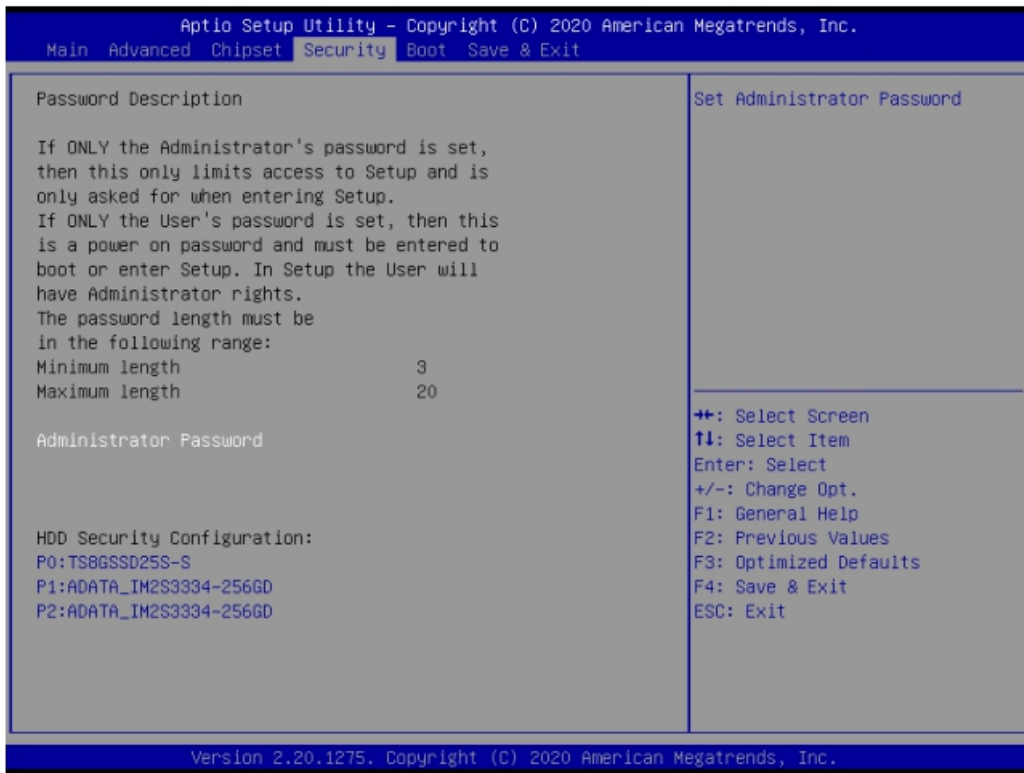 Aptio Setup Utility – Copyright (C) 2020 American Megatrends, Inc.
Main Advanced Chipset Security Boot Save & Exit
Password Description
If ONLY the Administrator's password is set,
then this only limits access to Setup and is
only asked for when entering Setup.
If ONLY the User's password is set, then this
is a power on password and must be entered to
boot or enter Setup. In Setup the User will
have Administrator rights.
The password length must be
in the following range:
Minimum length 3
Maximum length 20
Administrator Password
HDD Security Configuration:
P0:TS8GSSD25S-S
P1:ADATA_IM2S3334-256GD
P2:ADATA_IM2S3334-256GD
Set Administrator Password
→←: Select Screen
↑↓: Select Item
Enter: Select
+/-: Change Opt.
F1: General Help
F2: Previous Values
F3: Optimized Defaults
F4: Save & Exit
ESC: Exit
Version 2.20.1275. Copyright (C) 2020 American Megatrends, Inc.